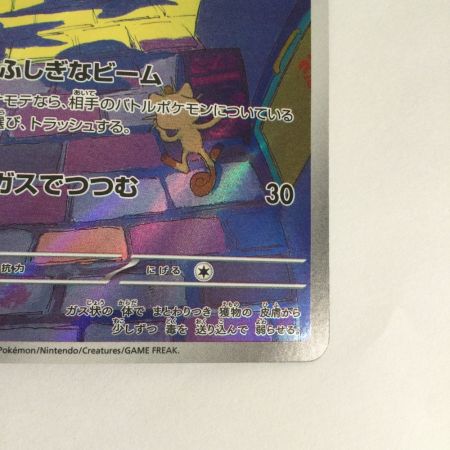 ふしぎなビーム
モテなら、相手のバトルポケモンについている
び、トラッシュする。
ガスでつつむ 30
抗力 にげる
ガス状の 体で まとわりつき 獲物の 皮膚から
少しずつ 毒を 送り込んで 弱らせる。
Pokémon/Nintendo/Creatures/GAME FREAK.